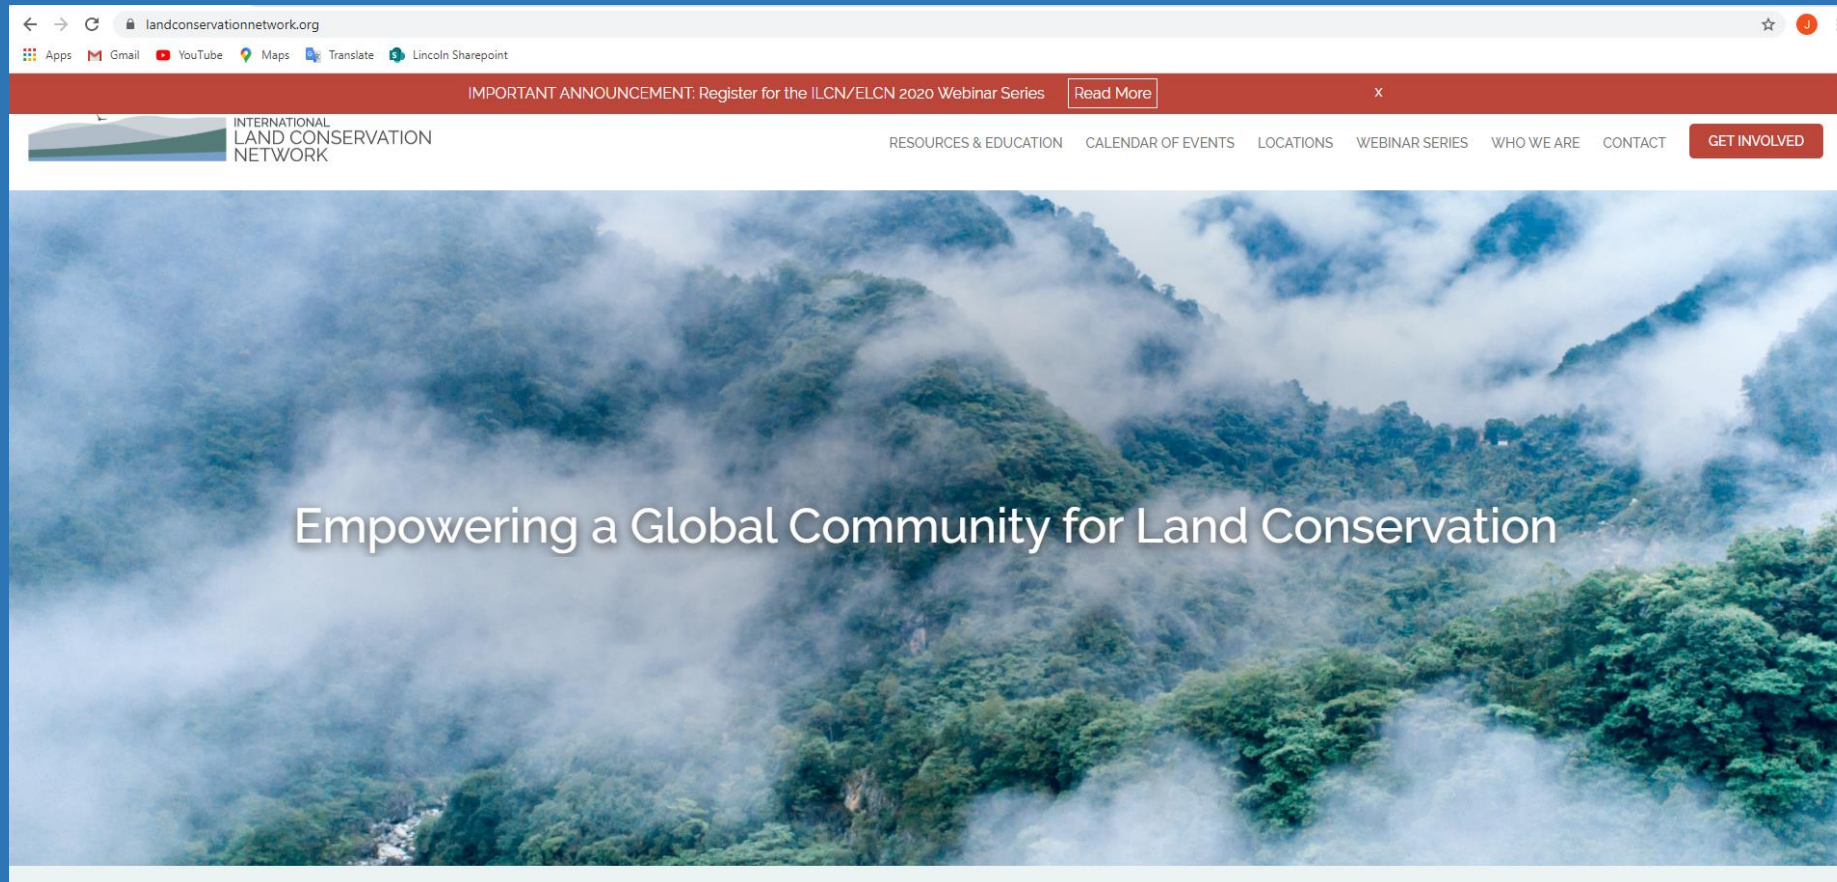 landconservationnetwork.org
J
Apps Gmail YouTube Maps Translate Lincoln Sharepoint
IMPORTANT ANNOUNCEMENT: Register for the ILCN/ELCN 2020 Webinar Series Read More x
INTERNATIONAL
LAND CONSERVATION
NETWORK
RESOURCES & EDUCATION CALENDAR OF EVENTS LOCATIONS WEBINAR SERIES WHO WE ARE CONTACT GET INVOLVED
Empowering a Global Community for Land Conservation